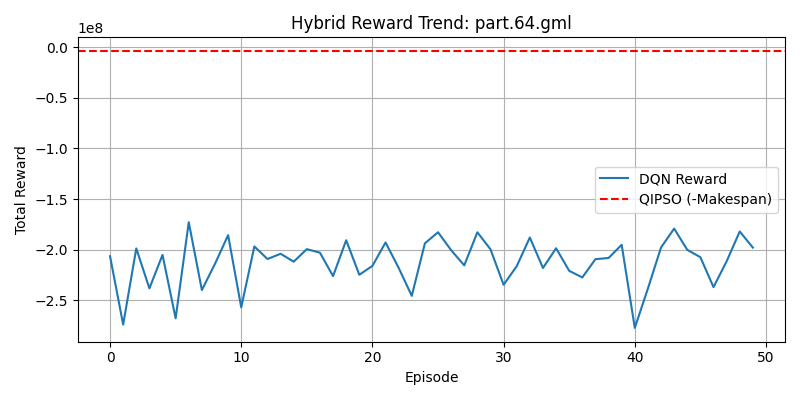 Hybrid Reward Trend: part.64.gml
1e8
0.0
−0.5
−1.0
−1.5
−2.0
−2.5
Total Reward
DQN Reward
QIPSO (-Makespan)
0 10 20 30 40 50
Episode